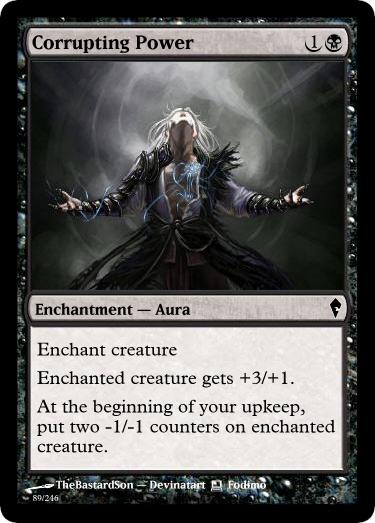 Corrupting Power 1
Enchantment — Aura
Enchant creature
Enchanted creature gets +3/+1.
At the beginning of your upkeep,
put two -1/-1 counters on enchanted
creature.
TheBastardSon — Devinatart Fodimo
89/246